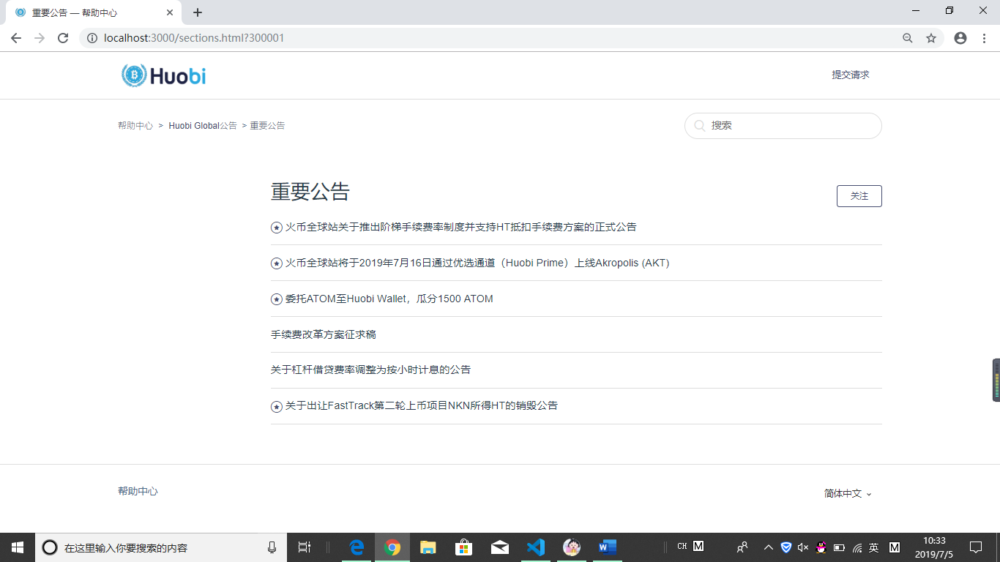 重要公告 — 帮助中心
localhost:3000/sections.html?300001
Huobi
提交请求
帮助中心 > Huobi Global公告 > 重要公告
搜索
重要公告
关注
火币全球站关于推出阶梯手续费率制度并支持HT抵扣手续费方案的正式公告
火币全球站将于2019年7月16日通过优选通道（Huobi Prime）上线Akropolis (AKT)
委托ATOM至Huobi Wallet，瓜分1500 ATOM
手续费改革方案征求稿
关于杠杆借贷费率调整为按小时计息的公告
关于出让FastTrack第二轮上币项目NKN所得HT的销毁公告
帮助中心
简体中文
在这里输入你要搜索的内容
CH M
英 M
10:33
2019/7/5